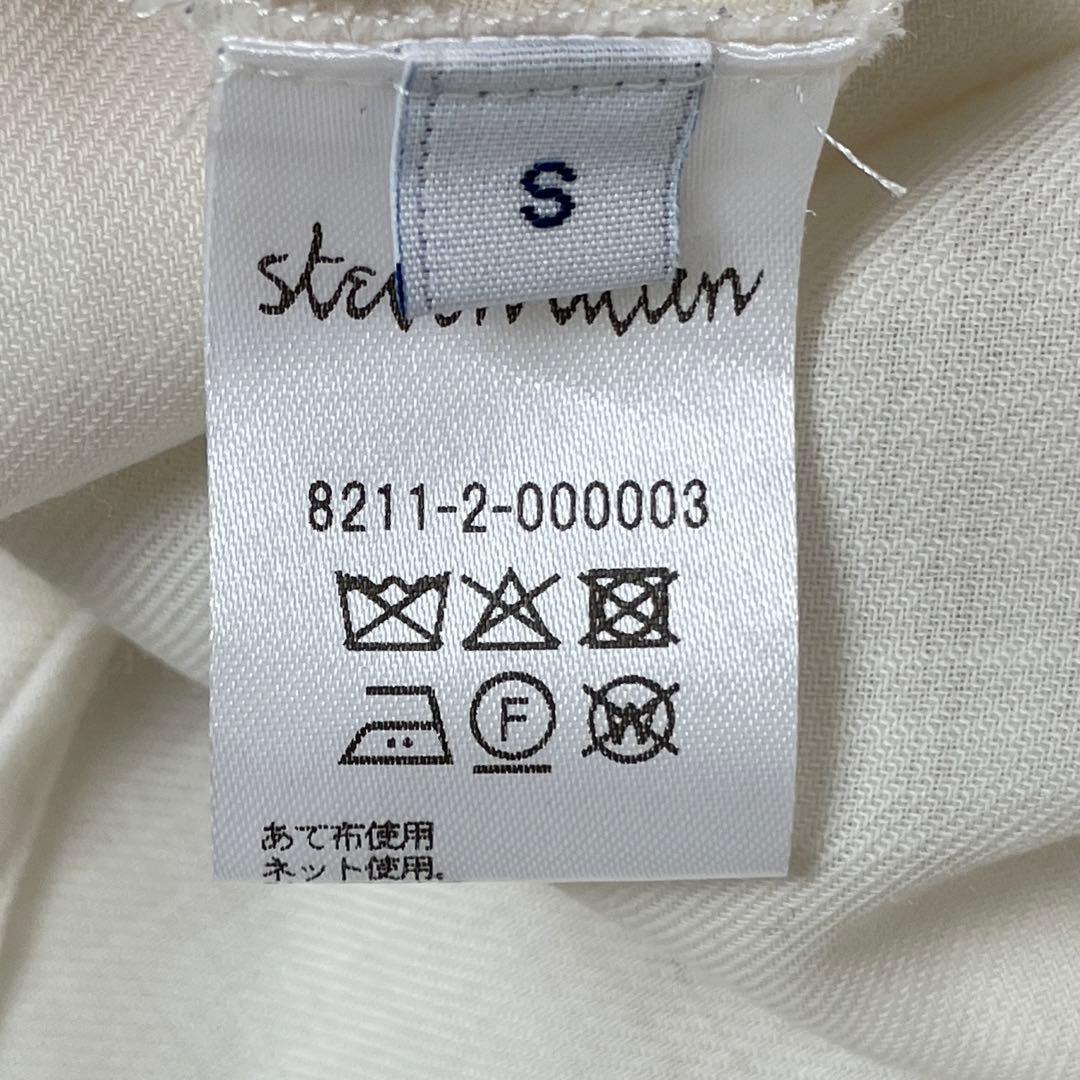 S
8211-2-000003
F
W
あて布使用
ネット使用。